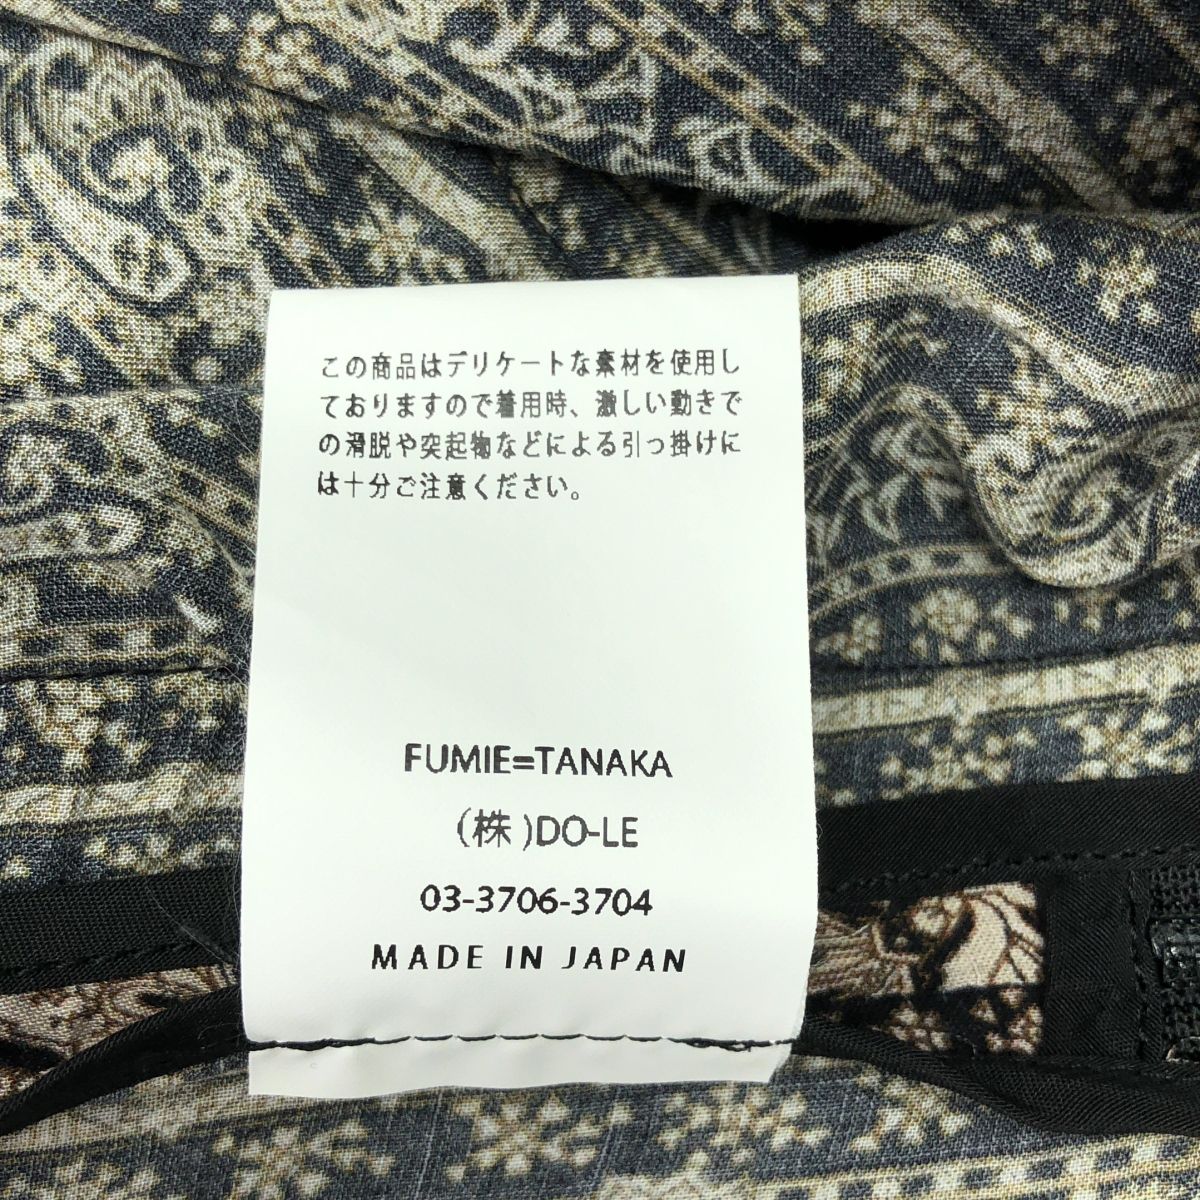 この商品はデリケートな素材を使用し
ておりますので着用時、激しい動きで
の滑脱や突起物などによる引っ掛けに
は十分ご注意ください。
FUMIE=TANAKA
(株)DO-LE
03-3706-3704
MADE IN JAPAN